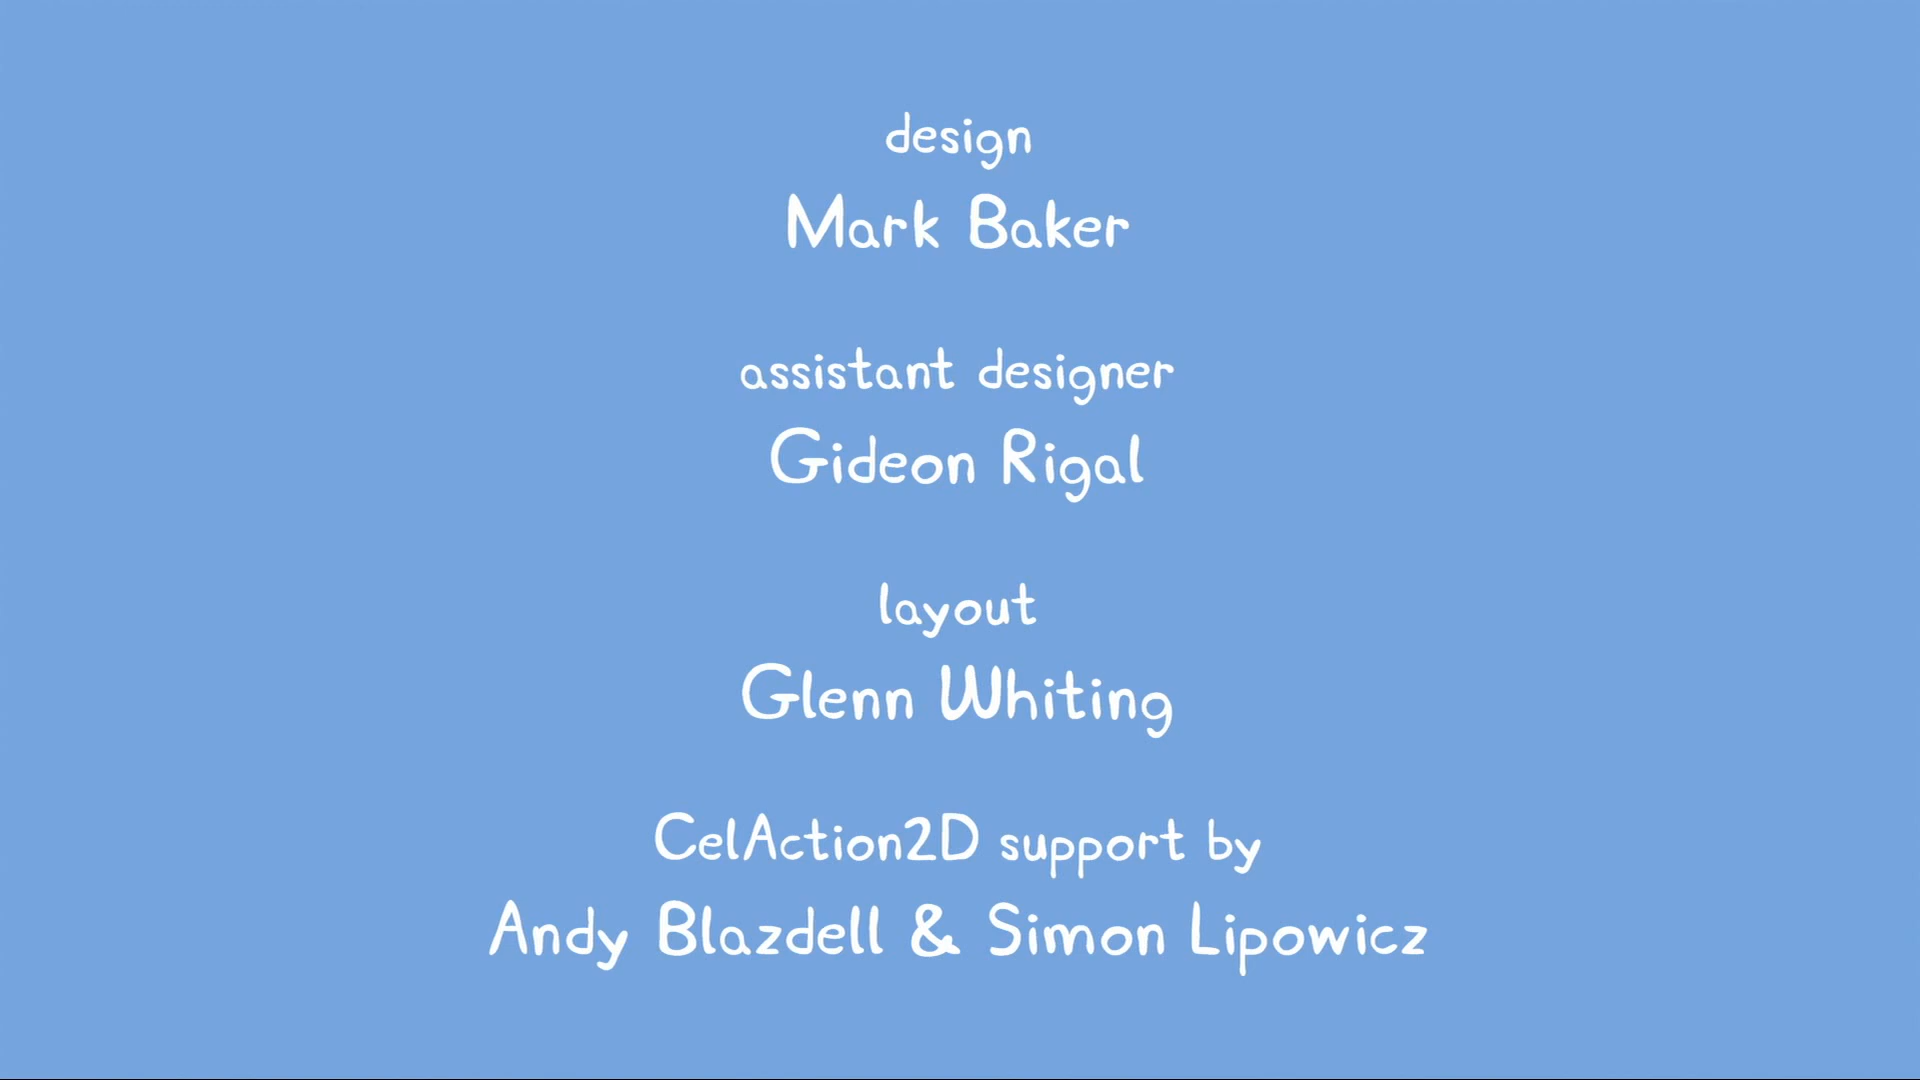 design
Mark Baker
assistant designer
Gideon Rigal
layout
Glenn Whiting
CelAction2D support by
Andy Blazdell & Simon Lipowicz